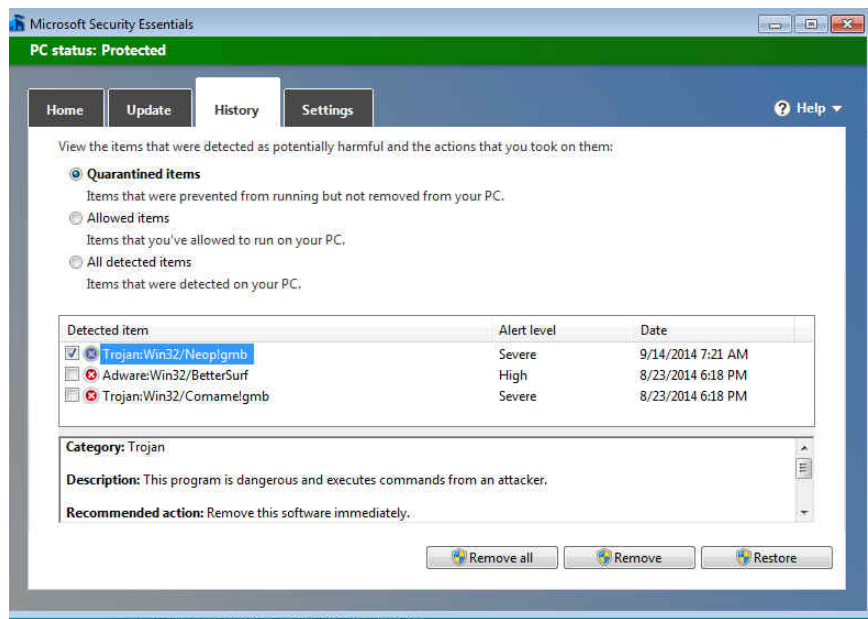 Microsoft Security Essentials
PC status: Protected
Home Update History Settings Help
View the items that were detected as potentially harmful and the actions that you took on them:
Quarantined items
Items that were prevented from running but not removed from your PC.
Allowed items
Items that you've allowed to run on your PC.
All detected items
Items that were detected on your PC.
Detected item Alert level Date
Trojan:Win32/Neop!gmb Severe 9/14/2014 7:21 AM
Adware:Win32/BetterSurf High 8/23/2014 6:18 PM
Trojan:Win32/Comame!gmb Severe 8/23/2014 6:18 PM
Category: Trojan
Description: This program is dangerous and executes commands from an attacker.
Recommended action: Remove this software immediately.
Remove all Remove Restore